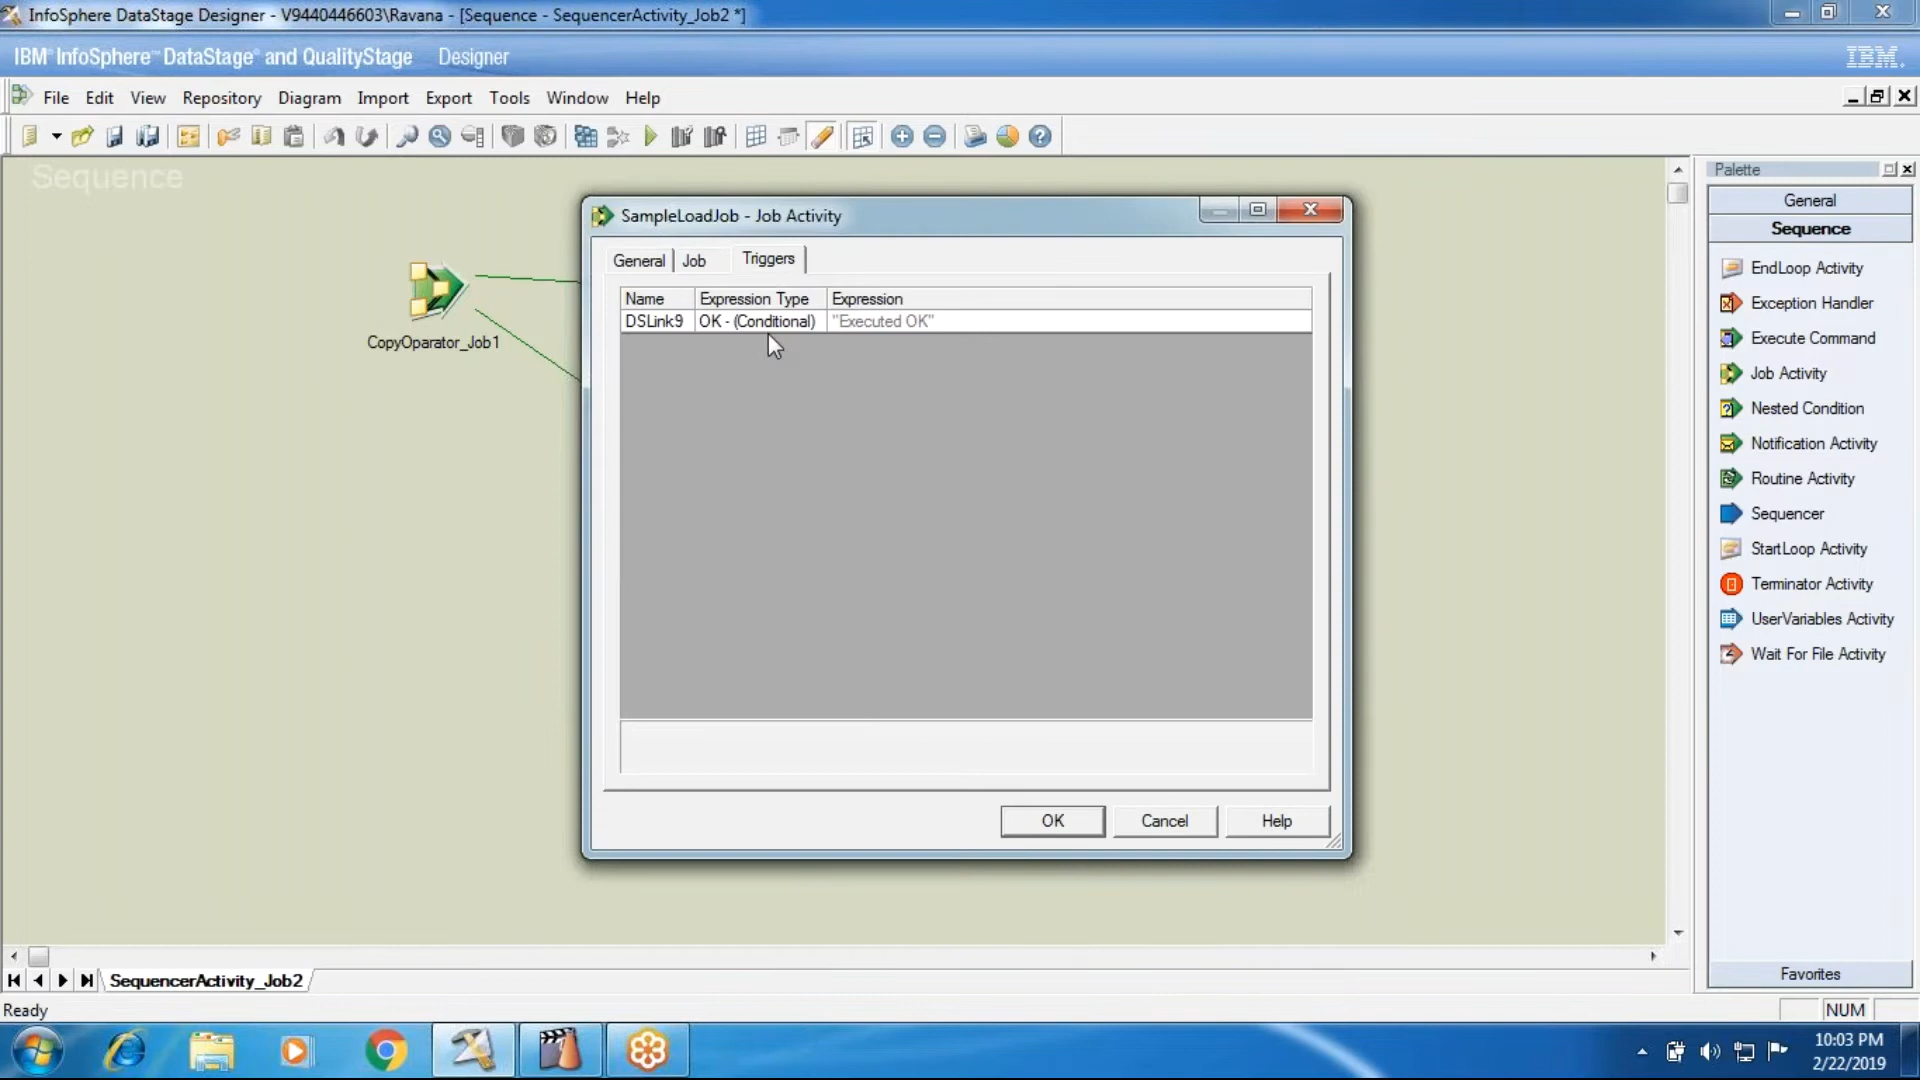 InfoSphere DataStage Designer - V9440446603\Ravana - [Sequence - SequencerActivity_Job2 *]
IBM InfoSphere DataStage and QualityStage Designer
IBM.
File Edit View Repository Diagram Import Export Tools Window Help
Sequence
CopyOparator_Job1
SampleLoadJob - Job Activity
General Job Triggers
Name Expression Type Expression
DSLink9 OK - (Conditional) "Executed OK"
OK Cancel Help
Palette
General
Sequence
EndLoop Activity
Exception Handler
Execute Command
Job Activity
Nested Condition
Notification Activity
Routine Activity
Sequencer
StartLoop Activity
Terminator Activity
UserVariables Activity
Wait For File Activity
Favorites
SequencerActivity_Job2
Ready
NUM
10:03 PM
2/22/2019